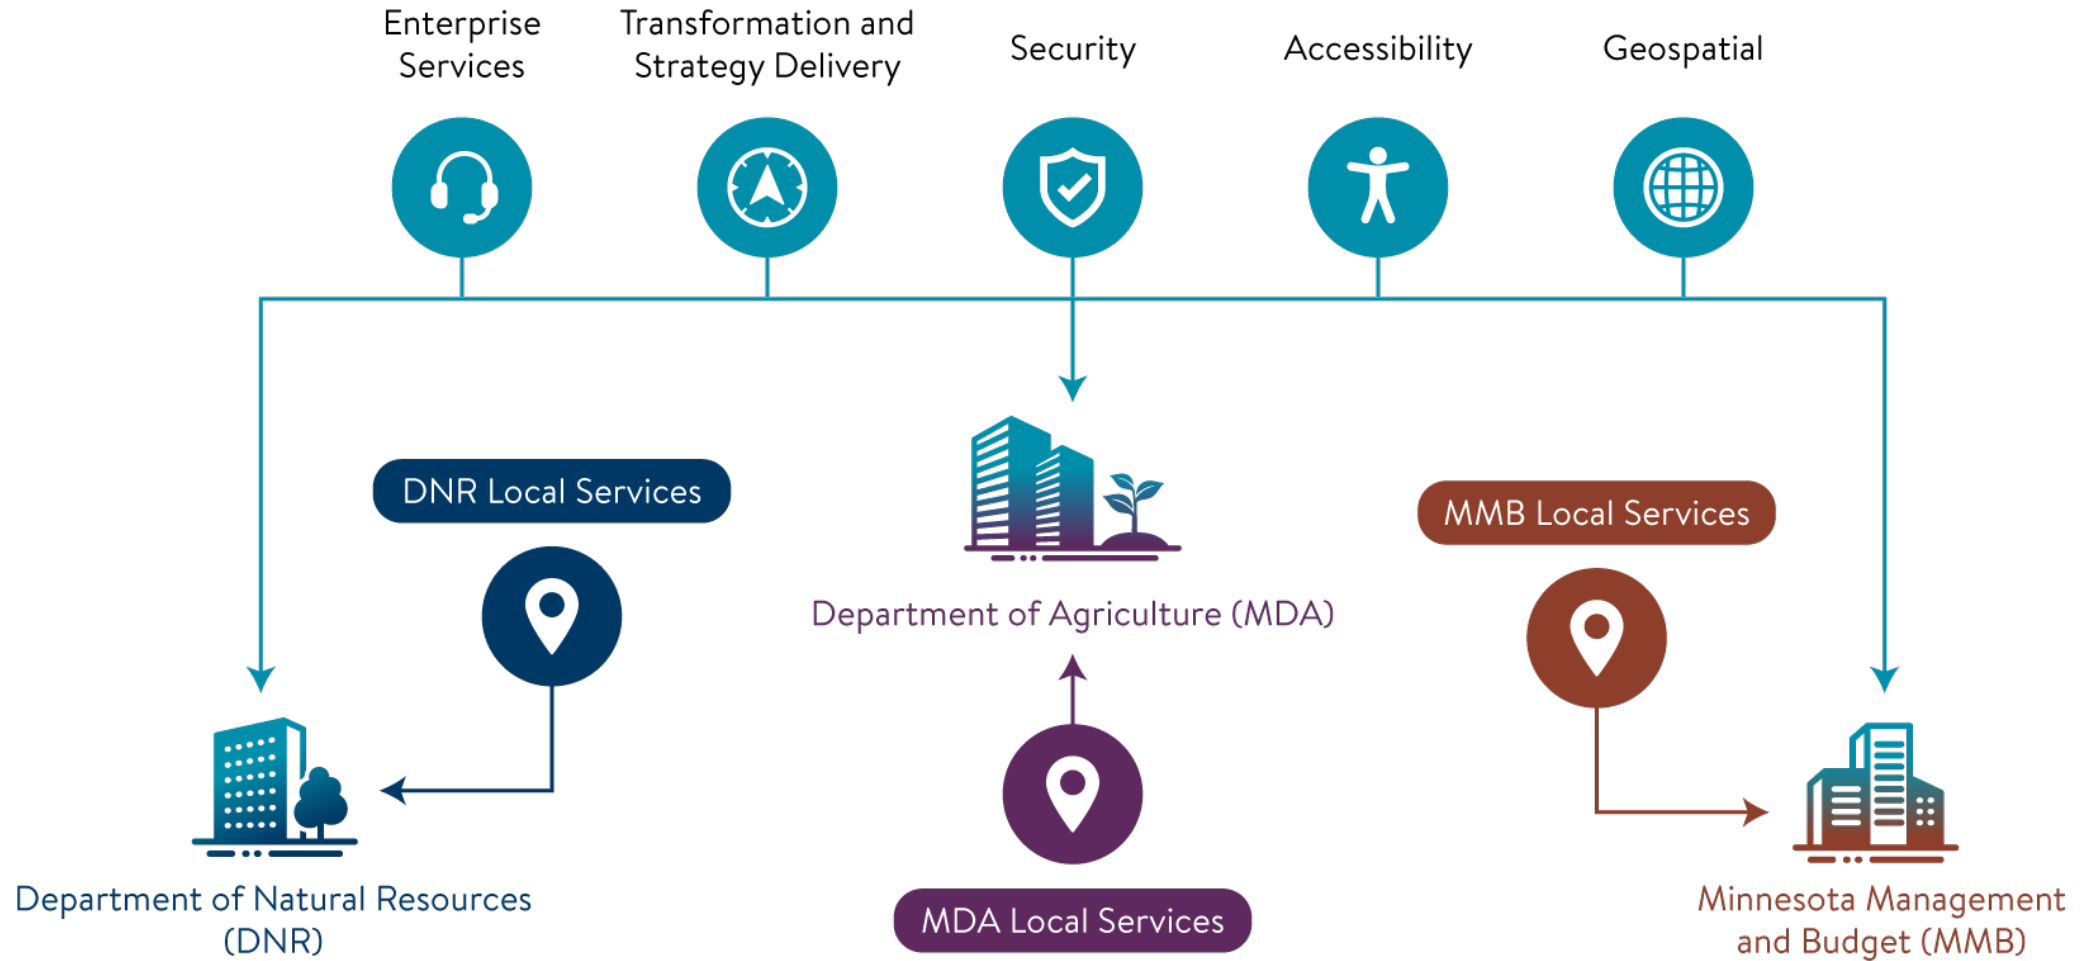 Enterprise
Services
Transformation and
Strategy Delivery
Security
Accessibility
Geospatial
DNR Local Services
MMB Local Services
Department of Agriculture (MDA)
Department of Natural Resources
(DNR)
MDA Local Services
Minnesota Management
and Budget (MMB)